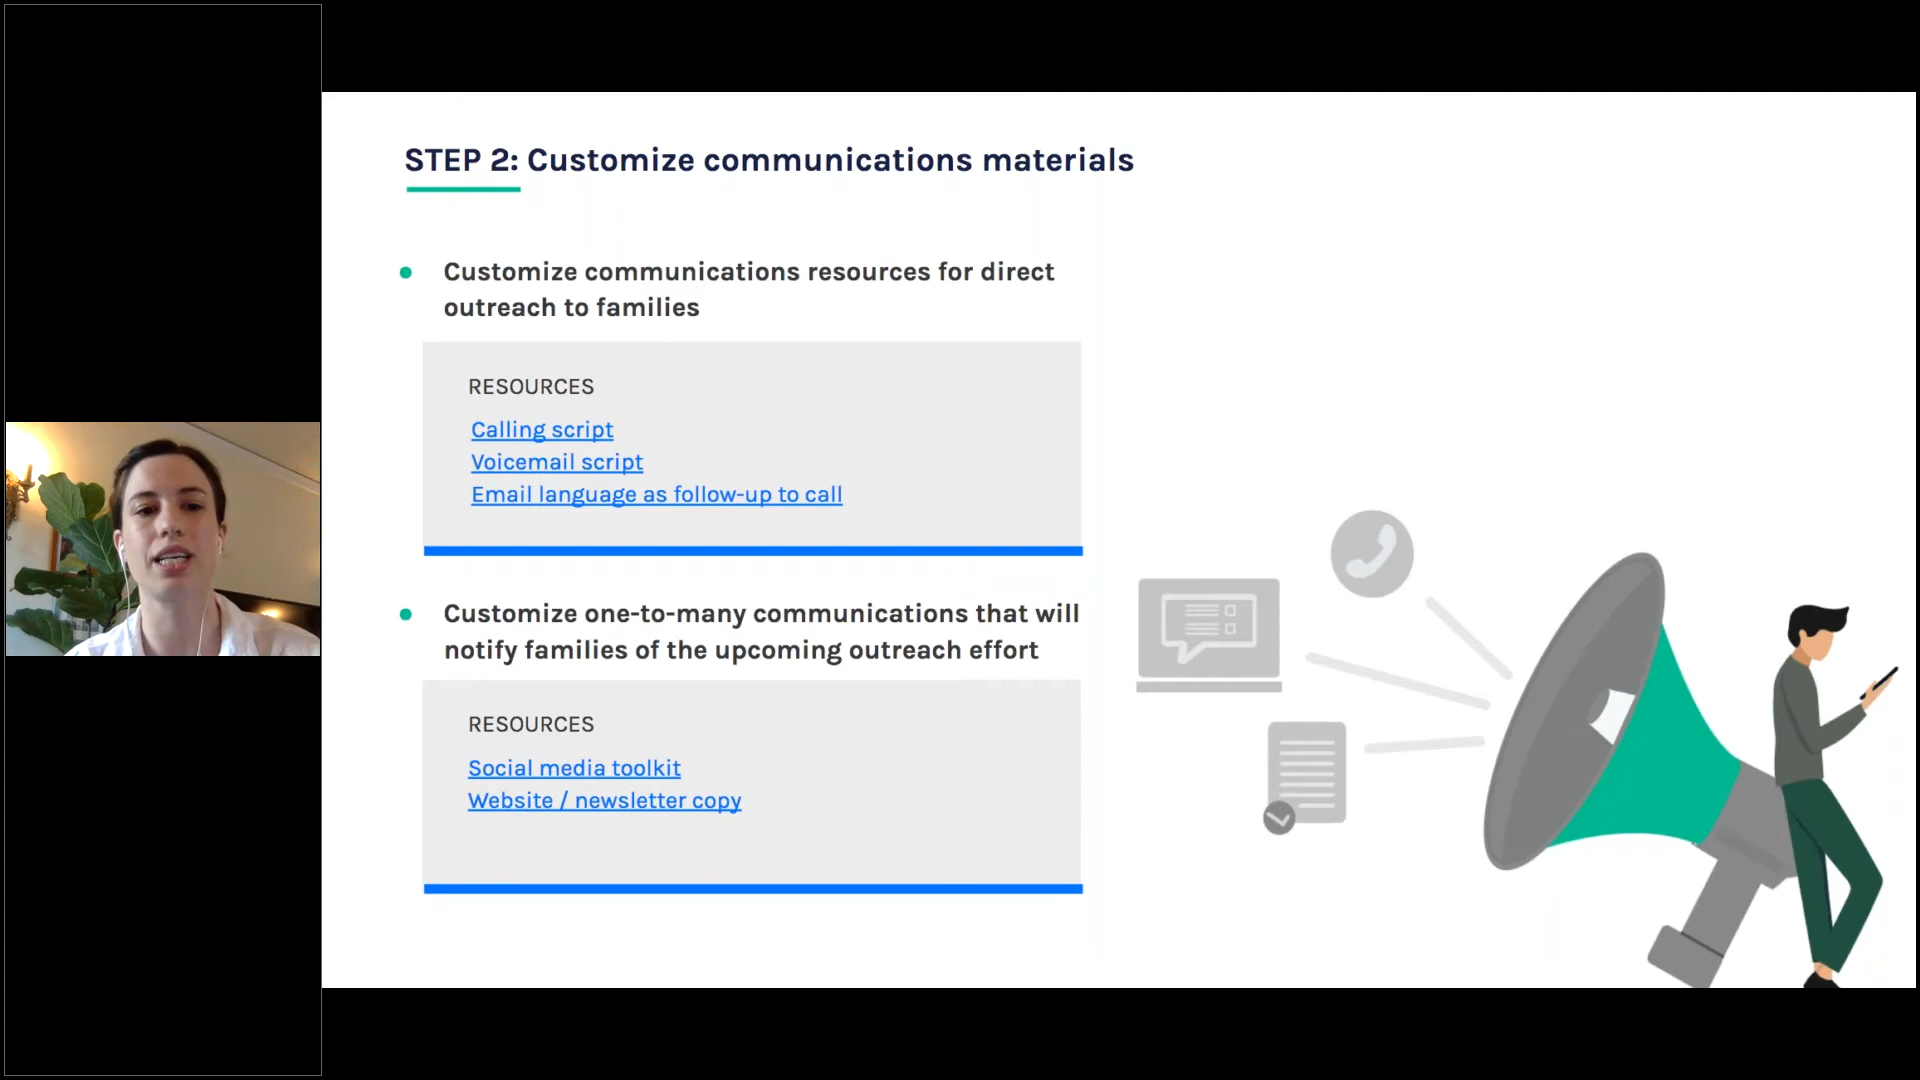 STEP 2: Customize communications materials
Customize communications resources for direct
outreach to families
RESOURCES
Calling script
Voicemail script
Email language as follow-up to call
Customize one-to-many communications that will
notify families of the upcoming outreach effort
RESOURCES
Social media toolkit
Website / newsletter copy